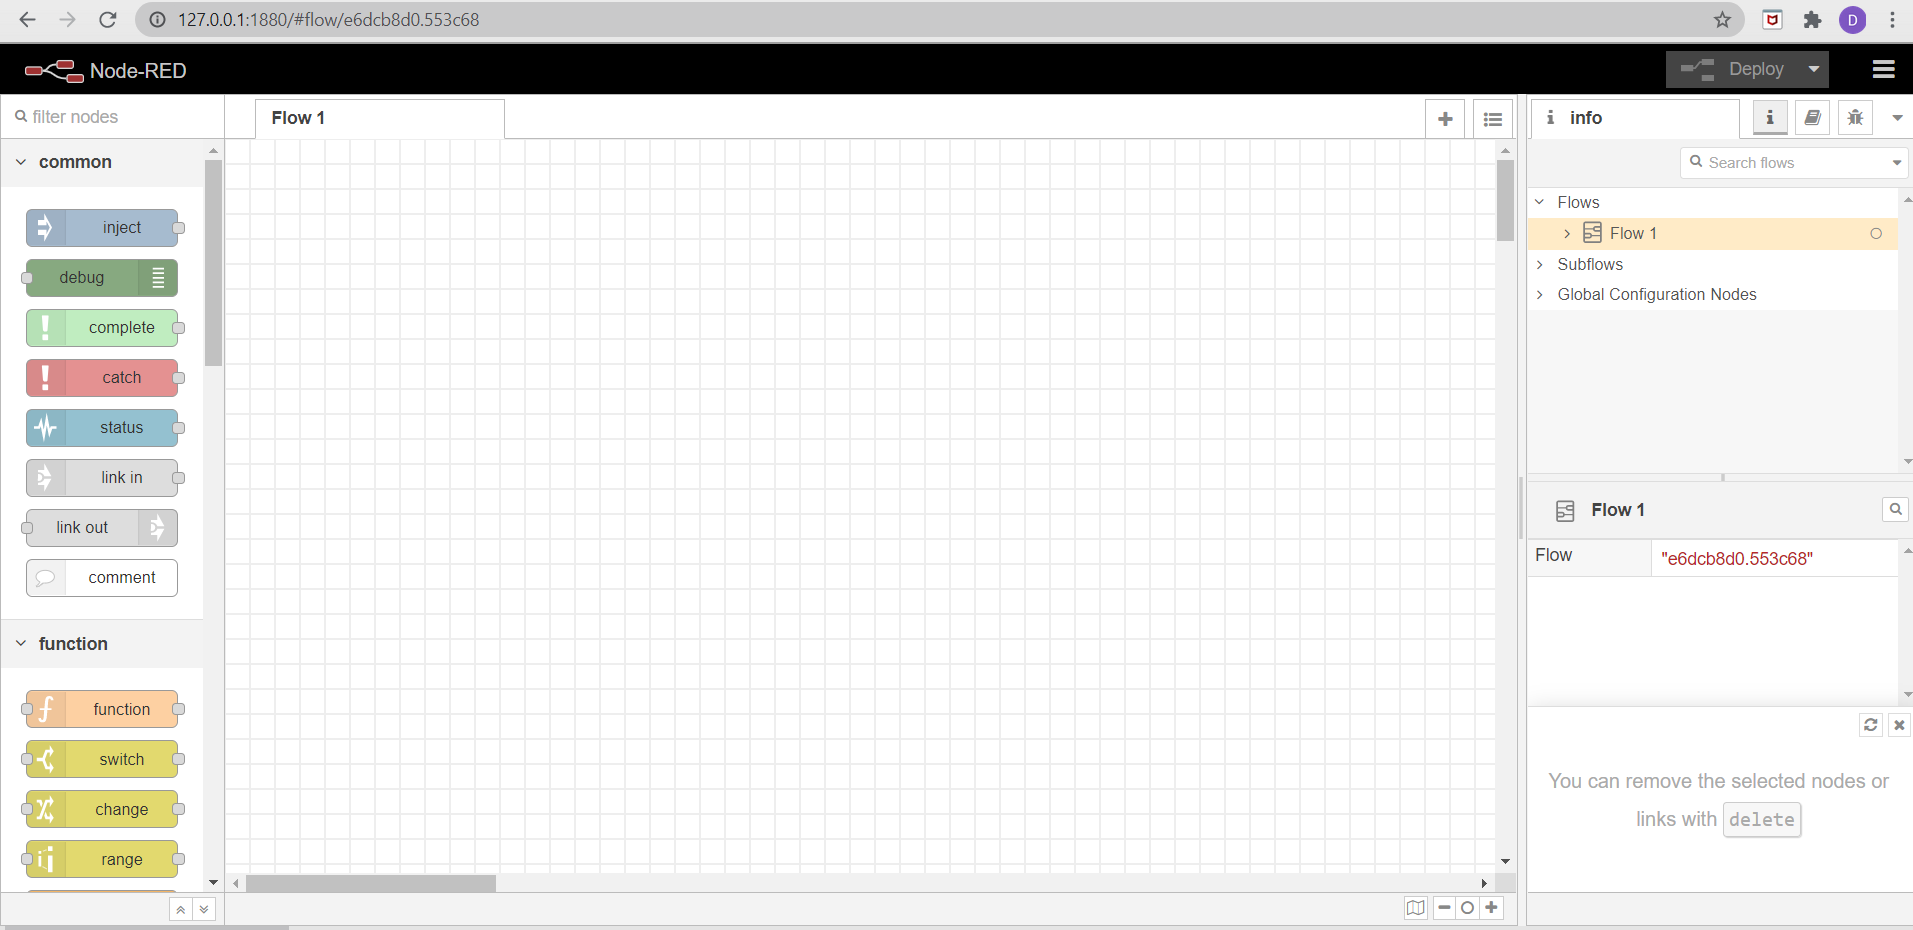 127.0.0.1:1880/#flow/e6dcb8d0.553c68
D
Node-RED
Deploy
filter nodes
Flow 1
i info
i
common
Search flows
inject
debug
complete
catch
status
link in
link out
comment
function
function
switch
change
range
Flows
Flow 1
Subflows
Global Configuration Nodes
Flow 1
Flow "e6dcb8d0.553c68"
You can remove the selected nodes or
links with delete